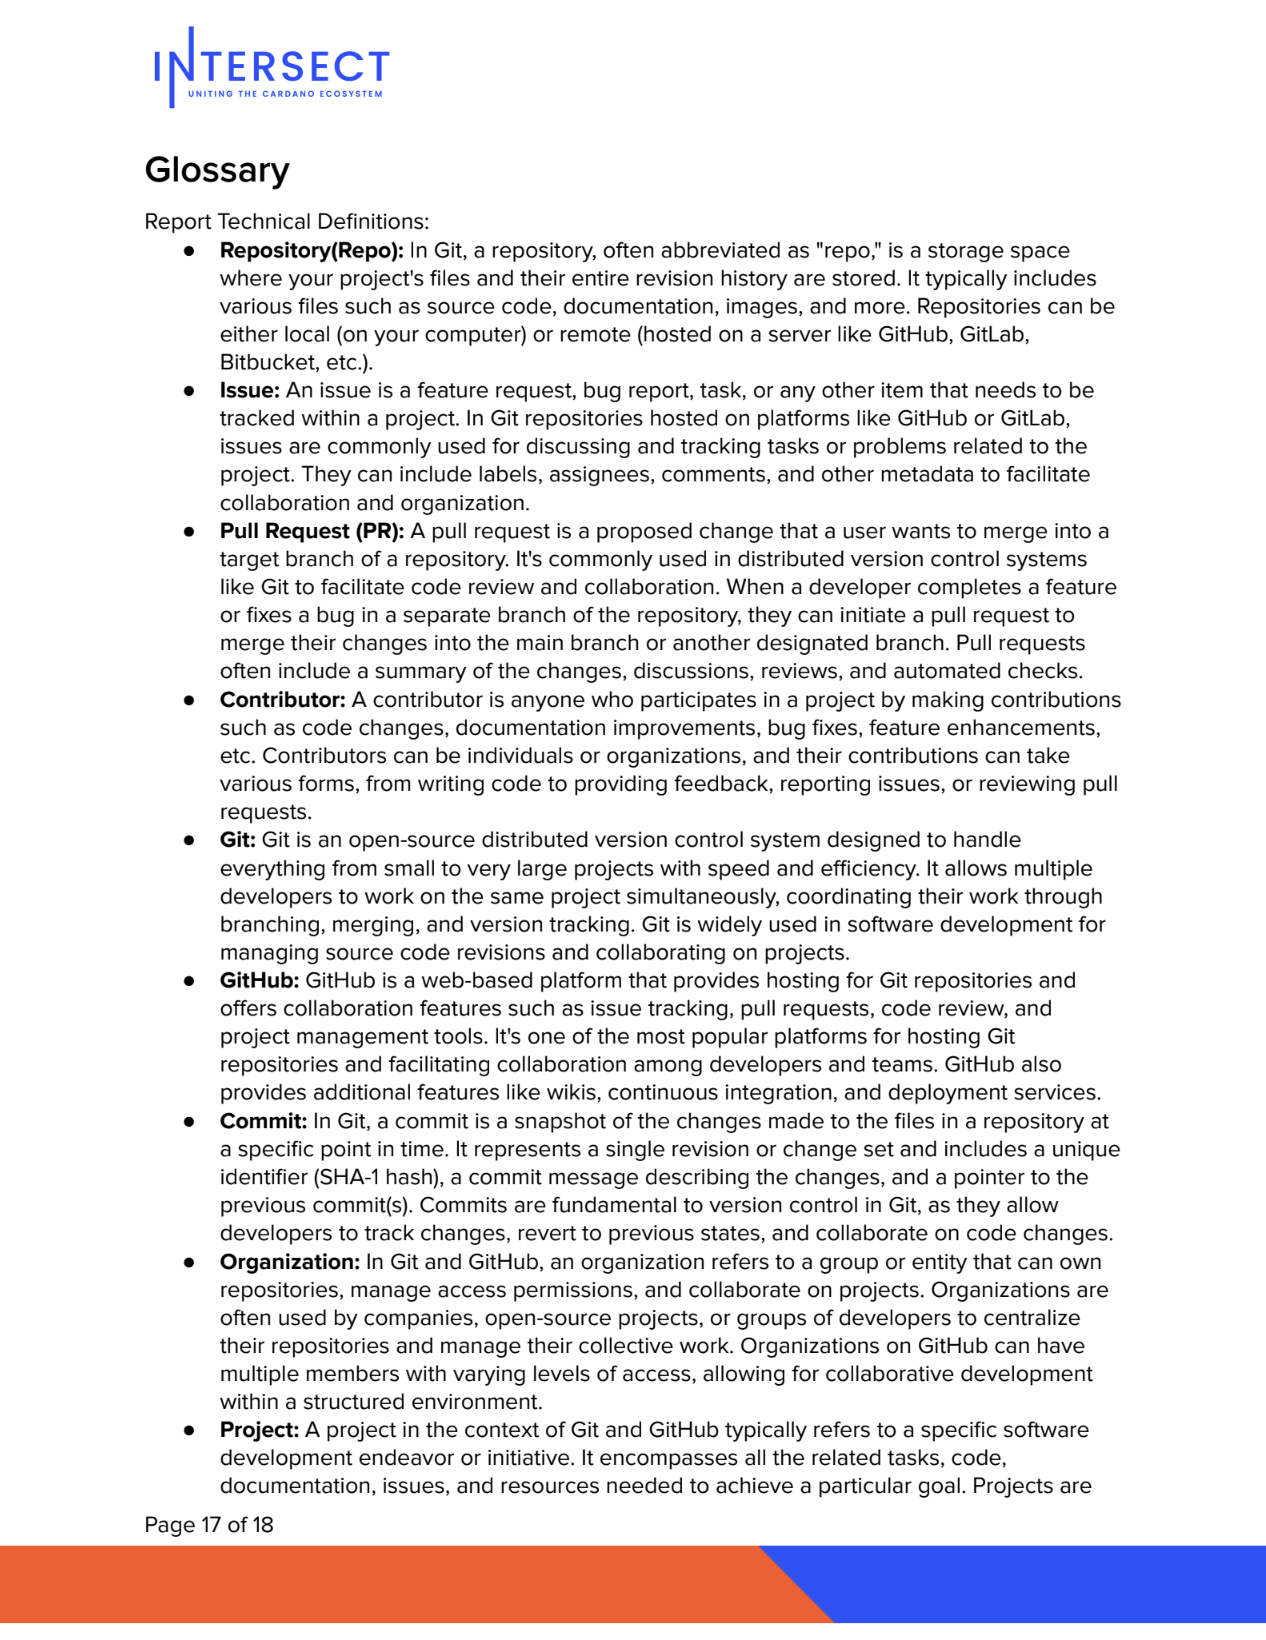 INTERSECT
UNITING THE CARDANO ECOSYSTEM
Glossary
Report Technical Definitions:
● Repository(Repo): In Git, a repository, often abbreviated as "repo," is a storage space
where your project's files and their entire revision history are stored. It typically includes
various files such as source code, documentation, images, and more. Repositories can be
either local (on your computer) or remote (hosted on a server like GitHub, GitLab,
Bitbucket, etc.).
● Issue: An issue is a feature request, bug report, task, or any other item that needs to be
tracked within a project. In Git repositories hosted on platforms like GitHub or GitLab,
issues are commonly used for discussing and tracking tasks or problems related to the
project. They can include labels, assignees, comments, and other metadata to facilitate
collaboration and organization.
● Pull Request (PR): A pull request is a proposed change that a user wants to merge into a
target branch of a repository. It's commonly used in distributed version control systems
like Git to facilitate code review and collaboration. When a developer completes a feature
or fixes a bug in a separate branch of the repository, they can initiate a pull request to
merge their changes into the main branch or another designated branch. Pull requests
often include a summary of the changes, discussions, reviews, and automated checks.
● Contributor: A contributor is anyone who participates in a project by making contributions
such as code changes, documentation improvements, bug fixes, feature enhancements,
etc. Contributors can be individuals or organizations, and their contributions can take
various forms, from writing code to providing feedback, reporting issues, or reviewing pull
requests.
● Git: Git is an open-source distributed version control system designed to handle
everything from small to very large projects with speed and efficiency. It allows multiple
developers to work on the same project simultaneously, coordinating their work through
branching, merging, and version tracking. Git is widely used in software development for
managing source code revisions and collaborating on projects.
● GitHub: GitHub is a web-based platform that provides hosting for Git repositories and
offers collaboration features such as issue tracking, pull requests, code review, and
project management tools. It's one of the most popular platforms for hosting Git
repositories and facilitating collaboration among developers and teams. GitHub also
provides additional features like wikis, continuous integration, and deployment services.
● Commit: In Git, a commit is a snapshot of the changes made to the files in a repository at
a specific point in time. It represents a single revision or change set and includes a unique
identifier (SHA-1 hash), a commit message describing the changes, and a pointer to the
previous commit(s). Commits are fundamental to version control in Git, as they allow
developers to track changes, revert to previous states, and collaborate on code changes.
● Organization: In Git and GitHub, an organization refers to a group or entity that can own
repositories, manage access permissions, and collaborate on projects. Organizations are
often used by companies, open-source projects, or groups of developers to centralize
their repositories and manage their collective work. Organizations on GitHub can have
multiple members with varying levels of access, allowing for collaborative development
within a structured environment.
● Project: A project in the context of Git and GitHub typically refers to a specific software
development endeavor or initiative. It encompasses all the related tasks, code,
documentation, issues, and resources needed to achieve a particular goal. Projects are
Page 17 of 18